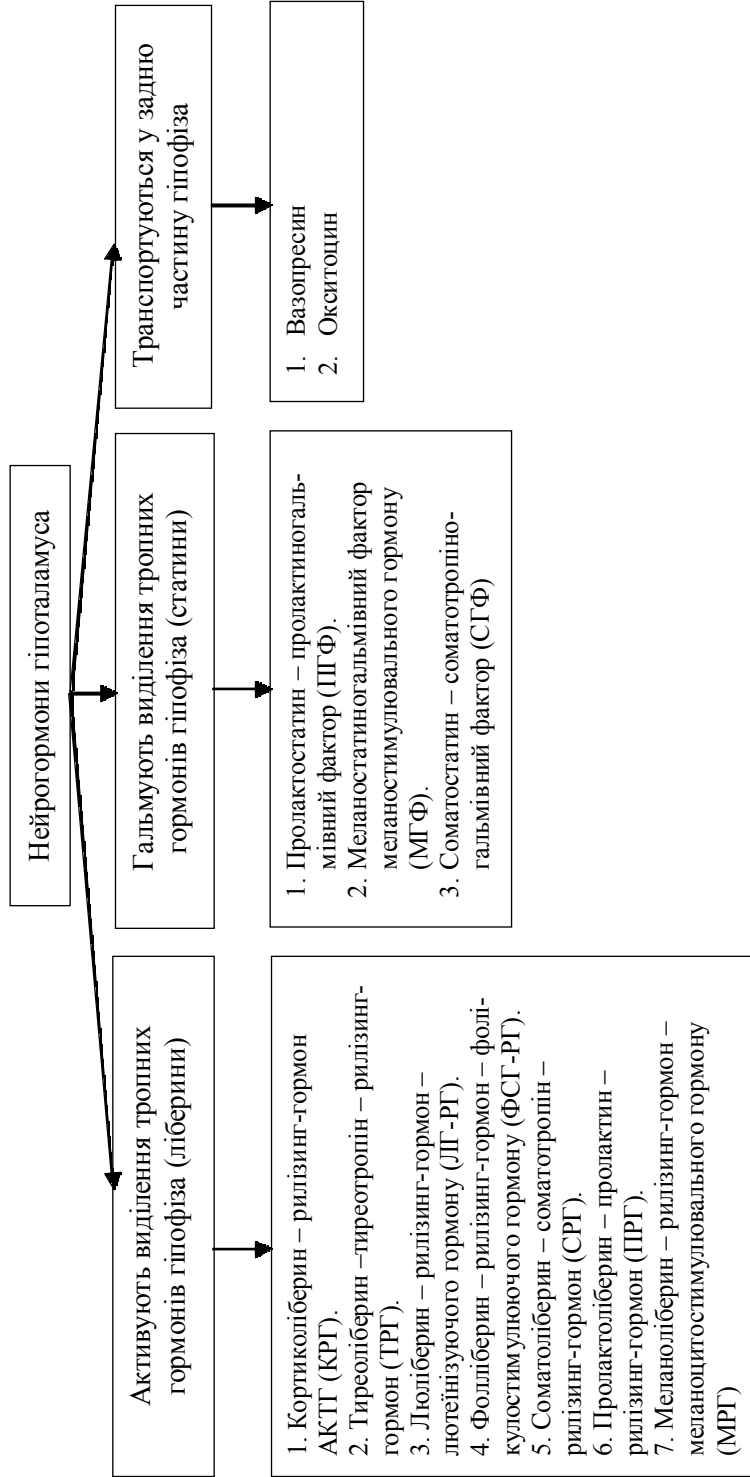 Нейрогормони гіпоталамуса
Активують виділення тропних
гормонів гіпофіза (ліберини)
Гальмують виділення тропних
гормонів гіпофіза (статини)
Транспортуються у задню
частину гіпофіза
1. Кортиколіберин – рилізинг-гормон
АКТГ (КРГ).
2. Тиреоліберин –тиреотропін – рилізинг-
гормон (ТРГ).
3. Люліберин – рилізинг-гормон –
лютеїнізуючого гормону (ЛГ-РГ).
4. Фолліберин – рилізинг-гормон – фолі-
кулостимулюючого гормону (ФСГ-РГ).
5. Соматоліберин – соматотропін –
рилізинг-гормон (СРГ).
6. Пролактоліберин – пролактин –
рилізинг-гормон (ПРГ).
7. Меланоліберин – рилізинг-гормон –
меланоцитостимулювального гормону
(МРГ)
1. Пролактостатин – пролактиногаль-
мівний фактор (ПГФ).
2. Меланостатиногальмівний фактор
меланостимулювального гормону
(МГФ).
3. Соматостатин – соматотропіно-
гальмівний фактор (СГФ)
1. Вазопресин
2. Окситоцин